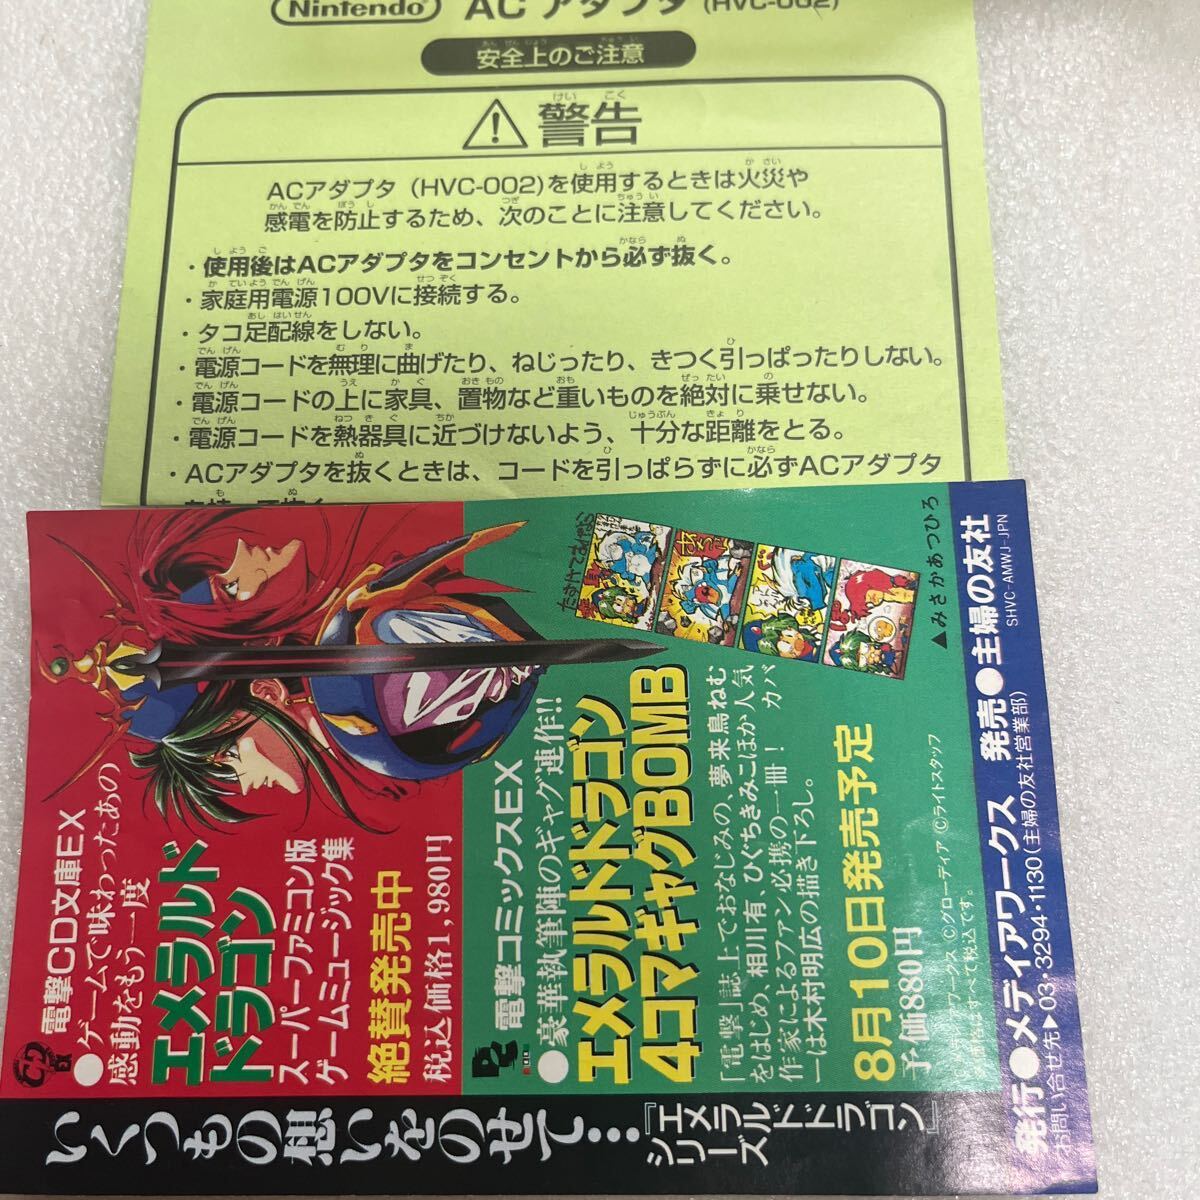 Nintendo ACアダプタ (HVC-002)
安全上のご注意
警告
ACアダプタ (HVC-002)を使用するときは火災や
感電を防止するため、次のことに注意してください。
・使用後はACアダプタをコンセントから必ず抜く。
・家庭用電源100Vに接続する。
・タコ足配線をしない。
・電源コードを無理に曲げたり、ねじったり、きつく引っぱったりしない。
・電源コードの上に家具、置物など重いものを絶対に乗せない。
・電源コードを熱器具に近づけないよう、十分な距離をとる。
・ACアダプタを抜くときは、コードを引っぱらずに必ずACアダプタ
いくつもの想いをのせて…『エメラルドドラゴン』シリーズ
電撃CD文庫EX
●ゲームで味わったあの
感動をもう一度
エメラルド
ドラゴン
スーパーファミコン版
ゲームミュージック集
絶賛発売中
税込価格1,980円
電撃コミックスEX
●豪華執筆陣のギャグ連作!!
エメラルドドラゴン
4コマギャグBOMB
「電撃」誌上でおなじみの、夢来鳥ねむ
をはじめ、相川有、ひぐちきみこほか人気
作家によるファン必携の一冊！ カバ
ーは木村明広の描き下ろし。
8月10日発売予定
予価880円
▲みさかあつひろ
発行●メディアワークス 発売●主婦の友社
お問い合せ先▶03・3294・1130(主婦の友社営業部)
SHVC-AMWJ-JPN